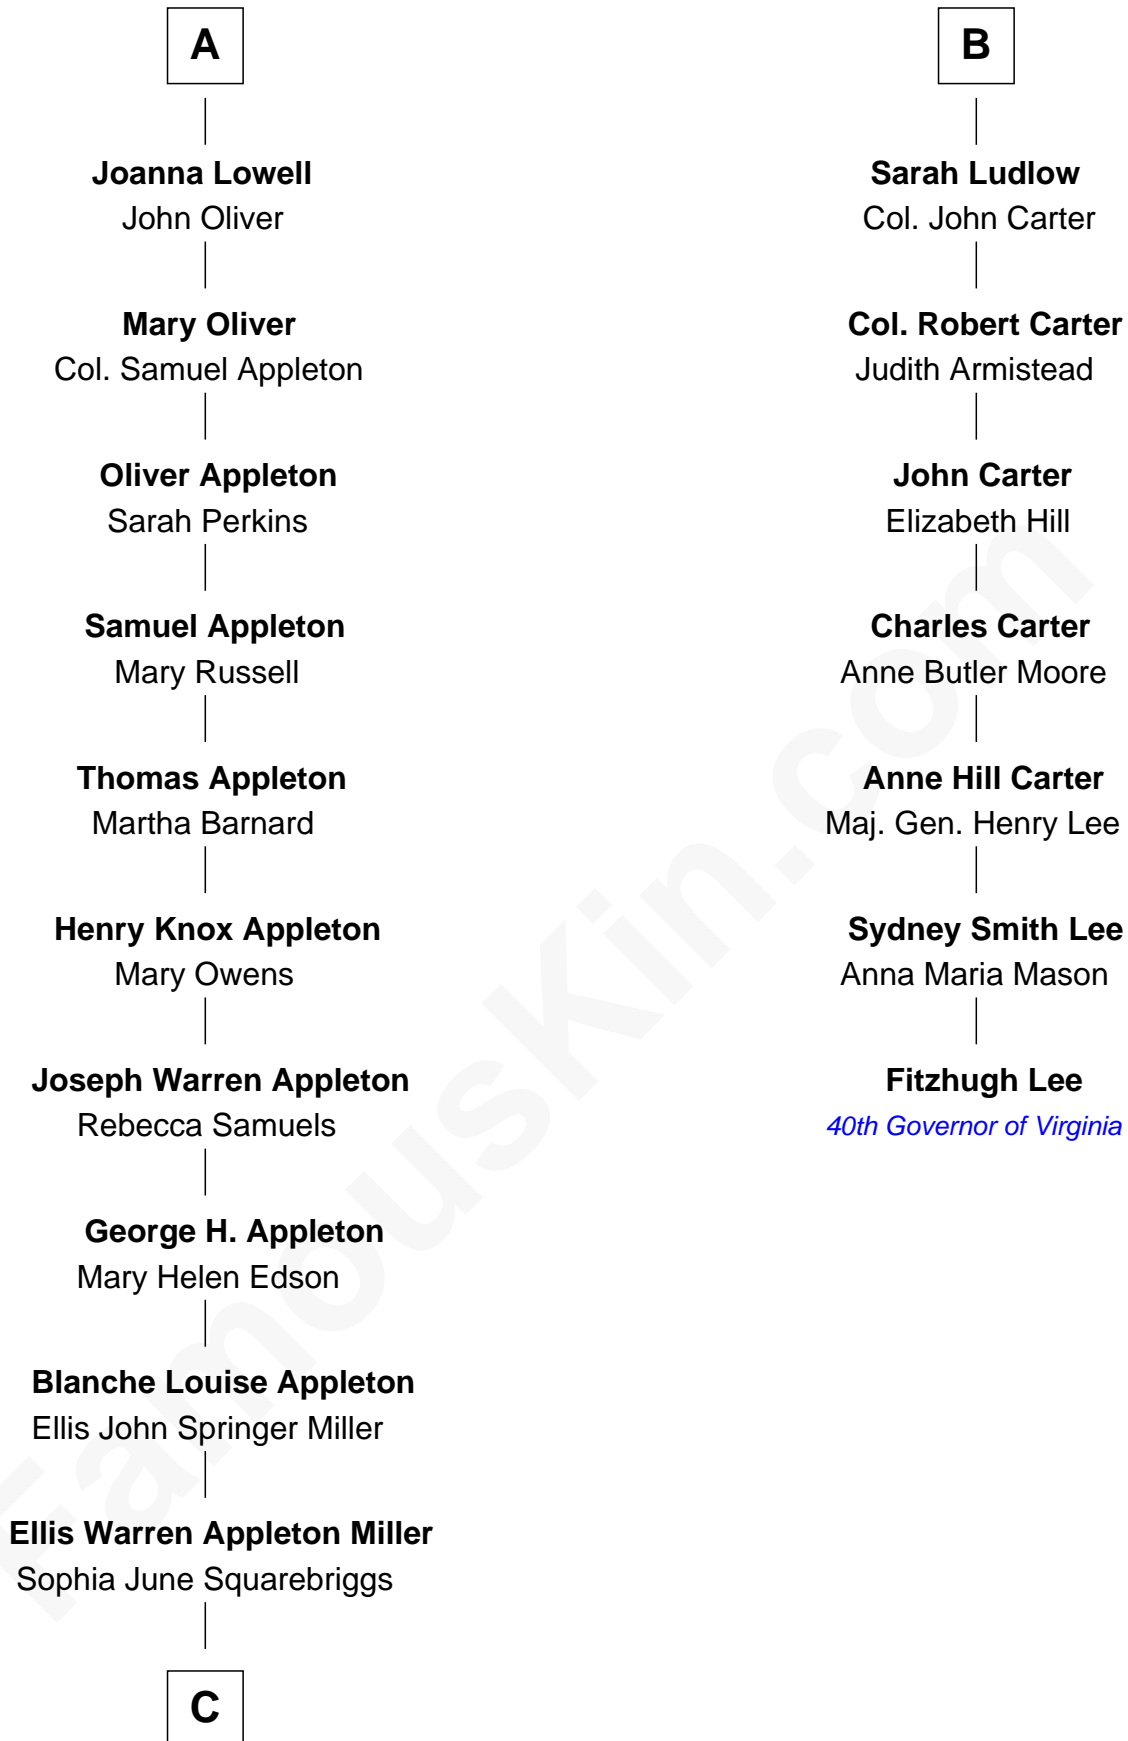 A
Joanna Lowell
John Oliver
Mary Oliver
Col. Samuel Appleton
Oliver Appleton
Sarah Perkins
Samuel Appleton
Mary Russell
Thomas Appleton
Martha Barnard
Henry Knox Appleton
Mary Owens
Joseph Warren Appleton
Rebecca Samuels
George H. Appleton
Mary Helen Edson
Blanche Louise Appleton
Ellis John Springer Miller
Ellis Warren Appleton Miller
Sophia June Squarebriggs
C
B
Sarah Ludlow
Col. John Carter
Col. Robert Carter
Judith Armistead
John Carter
Elizabeth Hill
Charles Carter
Anne Butler Moore
Anne Hill Carter
Maj. Gen. Henry Lee
Sydney Smith Lee
Anna Maria Mason
Fitzhugh Lee
40th Governor of Virginia
FamousKin.com